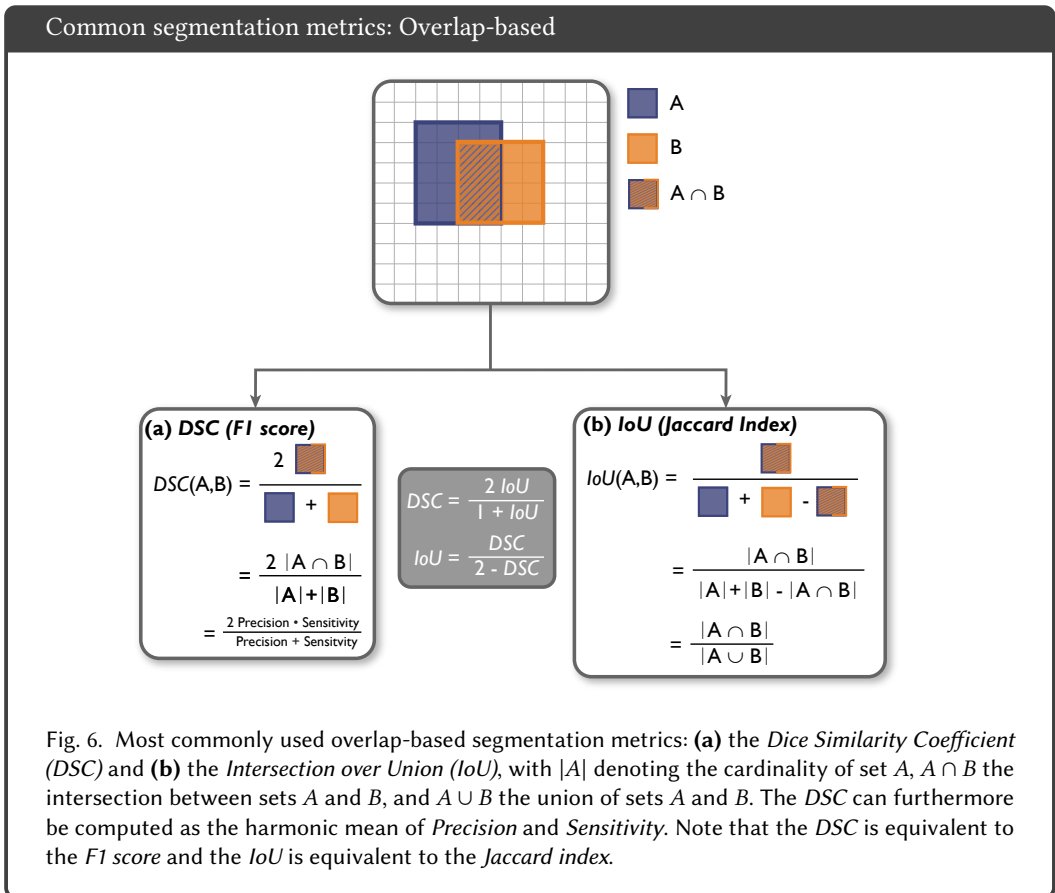 Common segmentation metrics: Overlap-based
A
B
A ∩ B
(a) DSC (F1 score)
2
DSC(A,B) =
+
= 2 |A ∩ B|
|A|+|B|
= 2 Precision • Sensitivity
Precision + Sensitvity
DSC = 2 IoU
1 + IoU
IoU = DSC
2 - DSC
(b) IoU (Jaccard Index)
IoU(A,B) =
+ -
= |A ∩ B|
|A|+|B| - |A ∩ B|
= |A ∩ B|
|A ∪ B|
Fig. 6. Most commonly used overlap-based segmentation metrics: (a) the Dice Similarity Coefficient
(DSC) and (b) the Intersection over Union (IoU), with |A| denoting the cardinality of set A, A ∩ B the
intersection between sets A and B, and A ∪ B the union of sets A and B. The DSC can furthermore
be computed as the harmonic mean of Precision and Sensitivity. Note that the DSC is equivalent to
the F1 score and the IoU is equivalent to the Jaccard index.